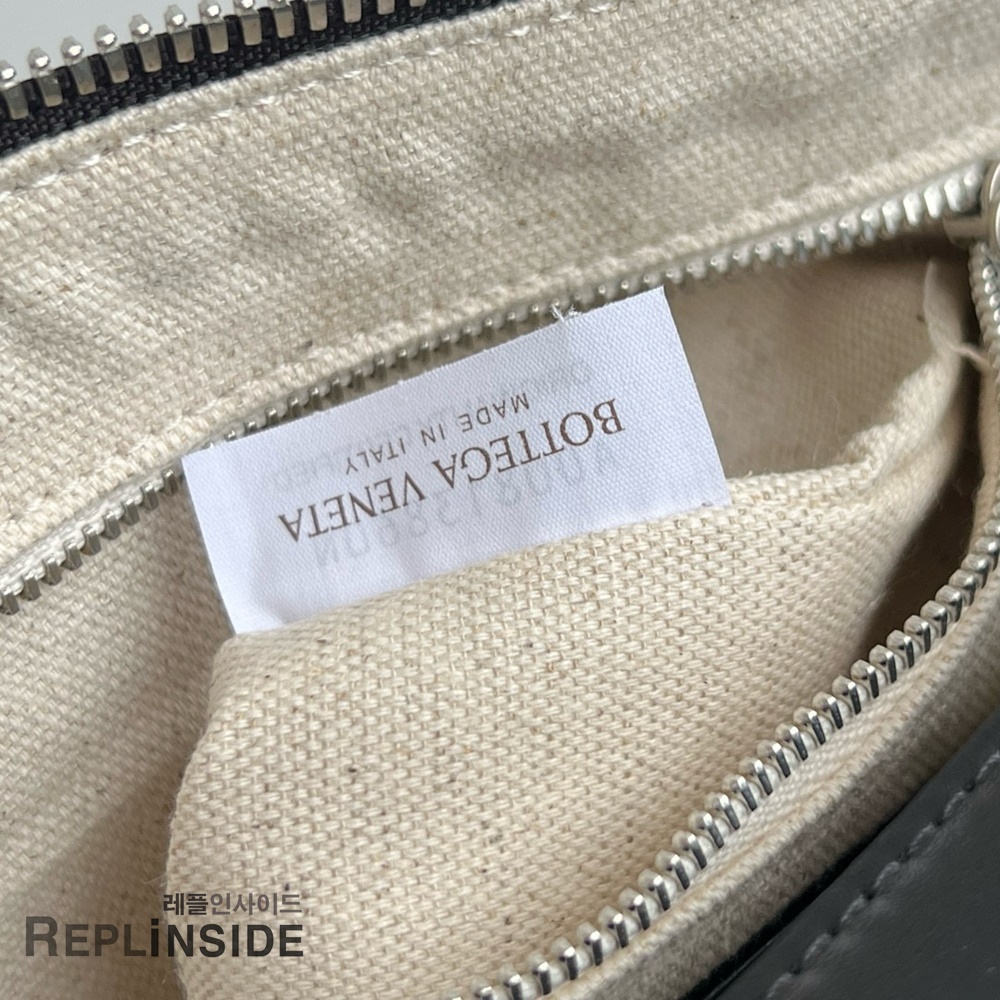 BOTTEGA VENETA
MADE IN ITALY
레플인사이드
REPLiNSIDE